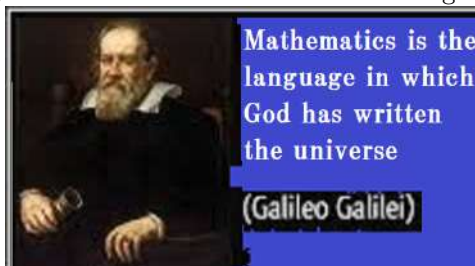 Mathematics is the
language in which
God has written
the universe
(Galileo Galilei)